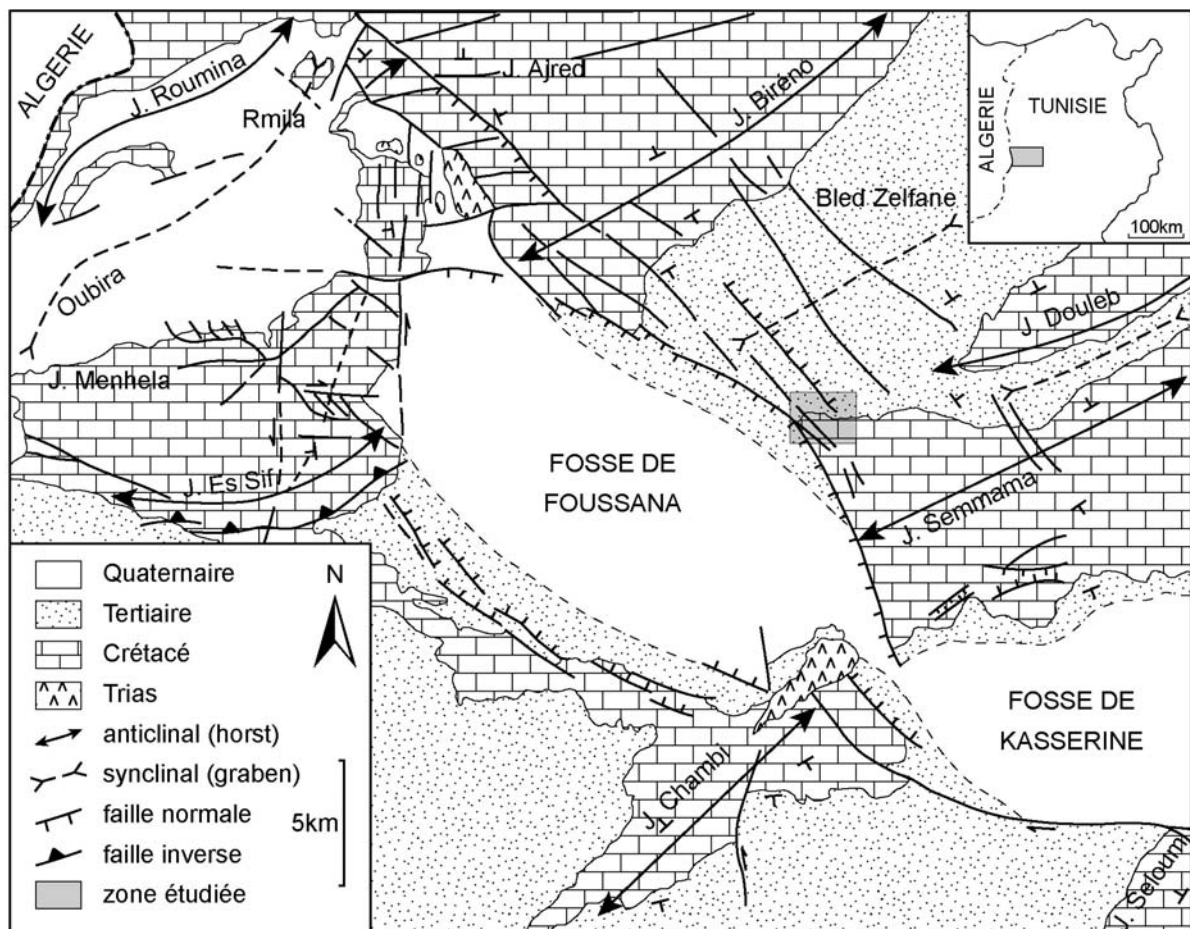 ALGERIE
J. Roumina
Rmila
J. Ajred
J. Biréno
ALGERIE
TUNISIE
100km
Bled Zelfane
Oubira
J. Douleb
J. Menhela
J. Es Sif
FOSSE DE
FOUSSANA
J. Semmama
Quaternaire
N
Tertiaire
Crétacé
Trias
anticlinal (horst)
synclinal (graben)
faille normale
5km
faille inverse
zone étudiée
FOSSE DE
KASSERINE
J. Chambi
J. Seloumi